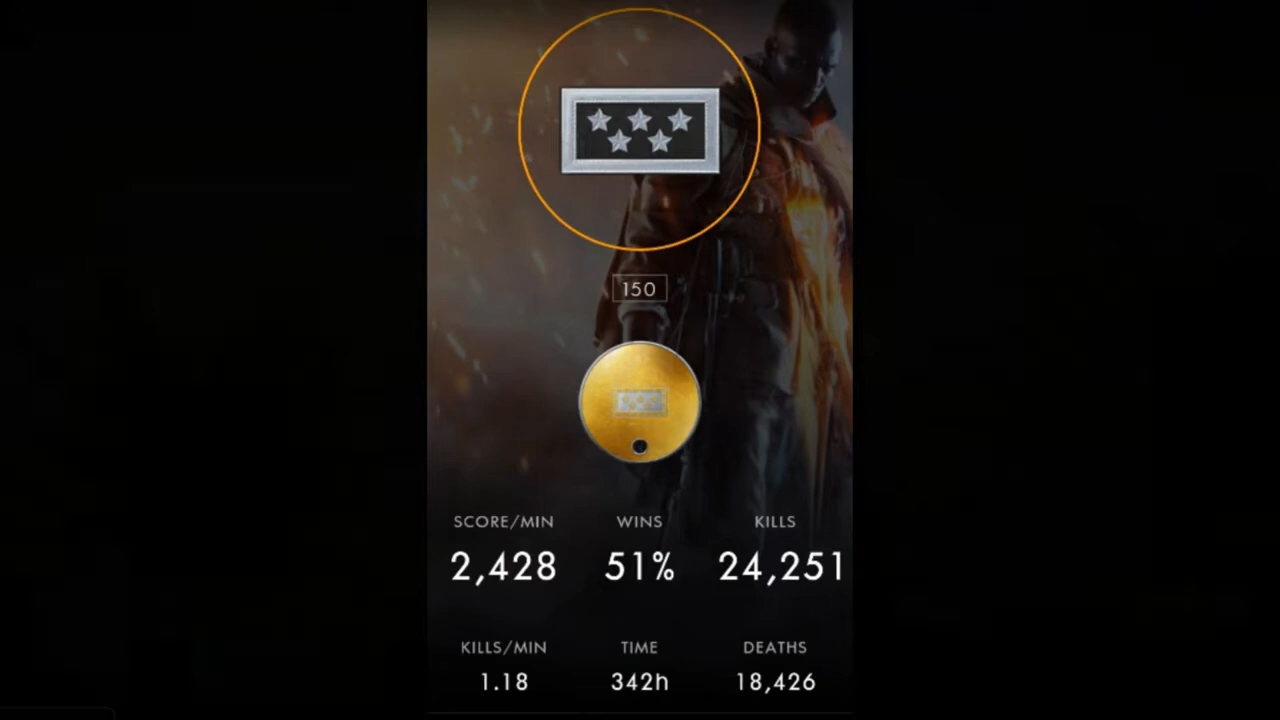 150
SCORE/MIN WINS KILLS
2,428 51% 24,251
KILLS/MIN TIME DEATHS
1.18 342h 18,426